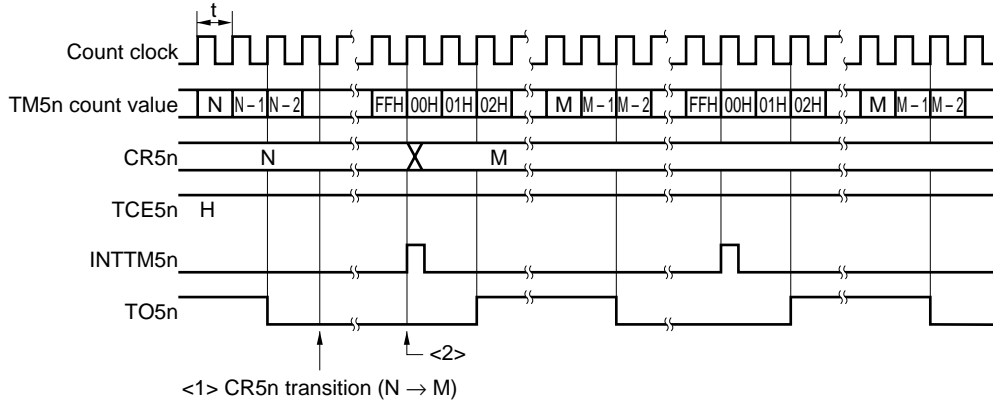 t
Count clock
TM5n count value N N – 1 N – 2 FFH 00H 01H 02H M M – 1 M – 2 FFH 00H 01H 02H M M – 1 M – 2
CR5n N M
TCE5n H
INTTM5n
TO5n
<2>
<1> CR5n transition (N → M)